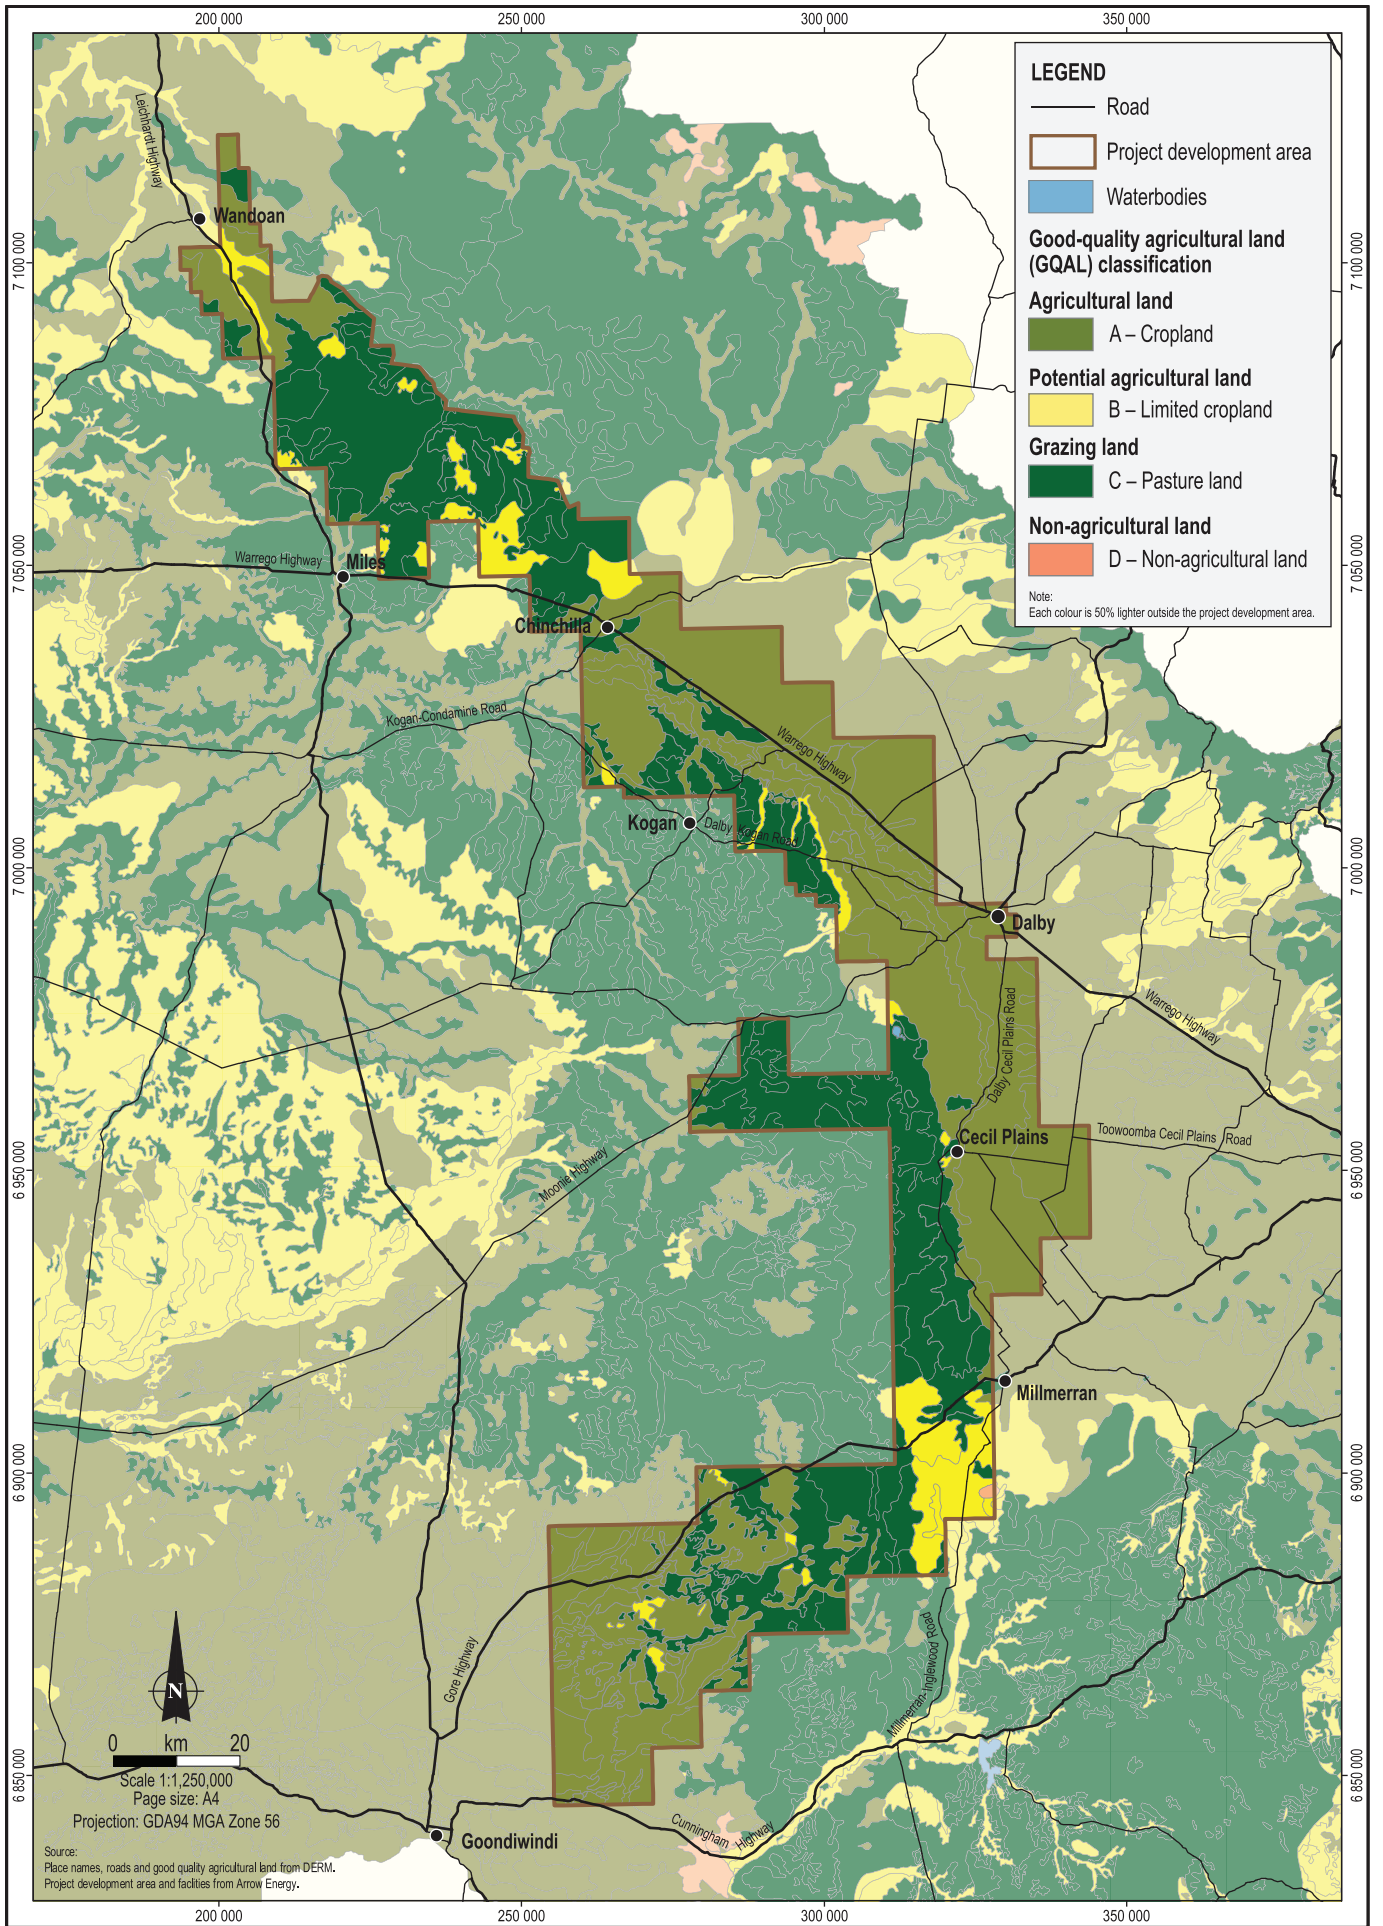 200 000
250 000
300 000
350 000
LEGEND
Road
Project development area
Waterbodies
Good-quality agricultural land
(GQAL) classification
Agricultural land
A – Cropland
Potential agricultural land
B – Limited cropland
Grazing land
C – Pasture land
Non-agricultural land
D – Non-agricultural land
Note:
Each colour is 50% lighter outside the project development area.
Leichhardt Highway
Wandoan
7 100 000
7 100 000
Warrego Highway
Miles
7 050 000
7 050 000
Chinchilla
Kogan-Condamine Road
Warrego Highway
Kogan
Dalby Kogan Road
7 000 000
7 000 000
Dalby
Warrego Highway
Dalby Cecil Plains Road
Cecil Plains
Toowoomba Cecil Plains Road
Moonie Highway
6 950 000
6 950 000
Millmerran
6 900 000
6 900 000
Gore Highway
Millmerran-Inglewood Road
N
0 km 20
Scale 1:1,250,000
Page size: A4
Projection: GDA94 MGA Zone 56
6 850 000
6 850 000
Cunningham Highway
Goondiwindi
Source:
Place names, roads and good quality agricultural land from DERM.
Project development area and faclities from Arrow Energy.
200 000
250 000
300 000
350 000